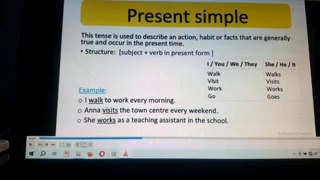 Present simple
This tense is used to describe an action, habit or facts that are generally
true and occur in the present time.
• Structure: [subject + verb in present form ]
I / You / We / They She / He / It
Walk Walks
Visit Visits
Work Works
Go Goes
Example:
o I walk to work every morning.
o Anna visits the town centre every weekend.
o She works as a teaching assistant in the school.